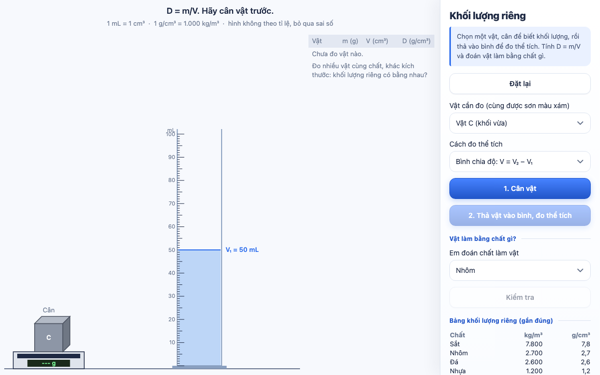 D = m/V. Hãy cân vật trước.
1 mL = 1 cm³ · 1 g/cm³ = 1.000 kg/m³ · hình không theo tỉ lệ, bỏ qua sai số
Vật m (g) V (cm³) D (g/cm³)
Chưa đo vật nào.
Đo nhiều vật cùng chất, khác kích
thước: khối lượng riêng có bằng nhau?
mL
100
90
80
70
60
50
V₁ = 50 mL
40
30
20
10
Cân
C
--- g
Khối lượng riêng
Chọn một vật, cân để biết khối lượng, rồi
thả vào bình để đo thể tích. Tính D = m/V
và đoán vật làm bằng chất gì.
Đặt lại
Vật cần đo (cùng được sơn màu xám)
Vật C (khối vừa)
Cách đo thể tích
Bình chia độ: V = V₂ − V₁
1. Cân vật
2. Thả vật vào bình, đo thể tích
Vật làm bằng chất gì?
Em đoán chất làm vật
Nhôm
Kiểm tra
Bảng khối lượng riêng (gần đúng)
Chất kg/m³ g/cm³
Sắt 7.800 7,8
Nhôm 2.700 2,7
Đá 2.600 2,6
Nhựa 1.200 1,2